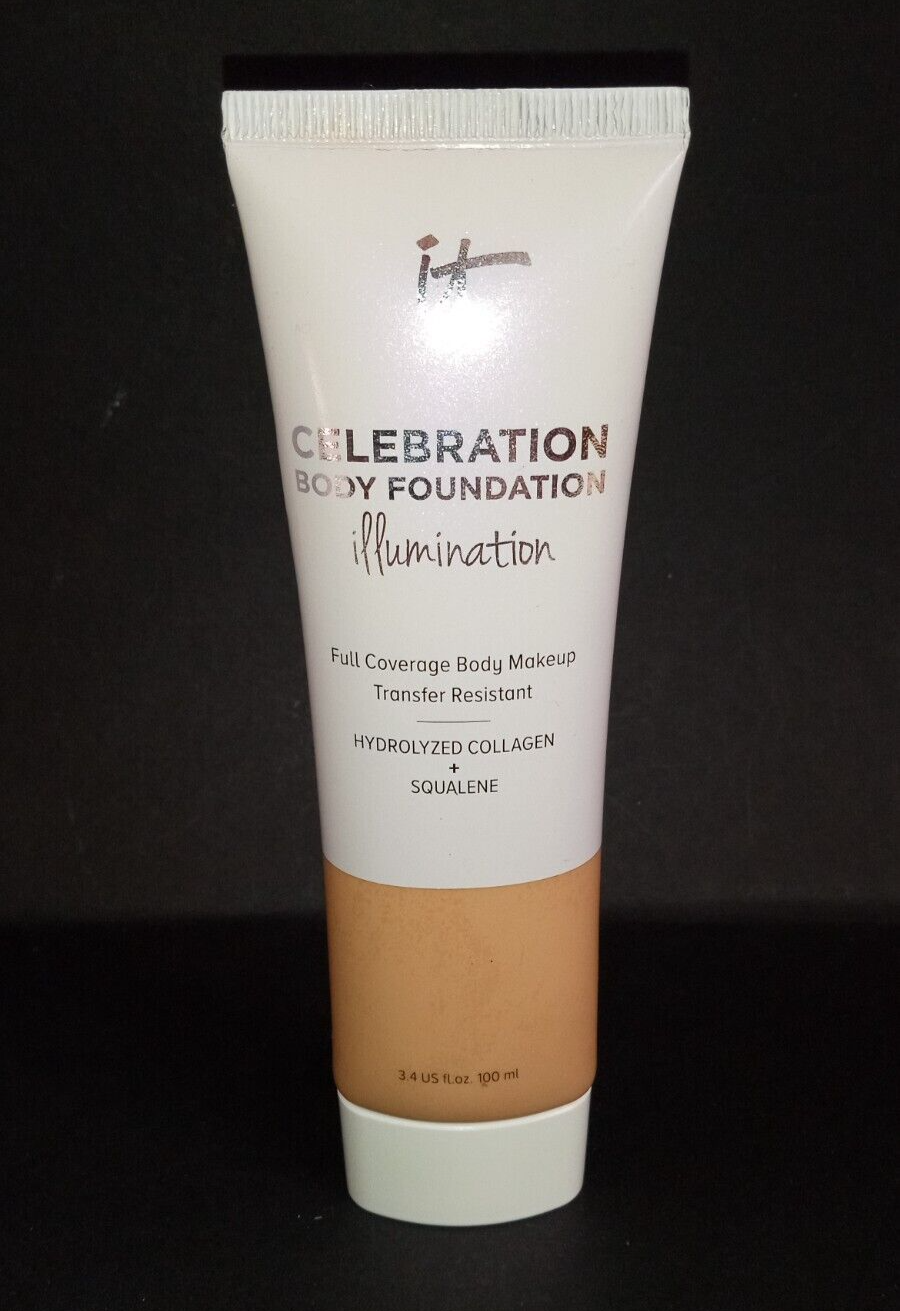 it
CELEBRATION
BODY FOUNDATION
illumination
Full Coverage Body Makeup
Transfer Resistant
HYDROLYZED COLLAGEN
+
SQUALENE
3.4 US fl.oz. 100 ml